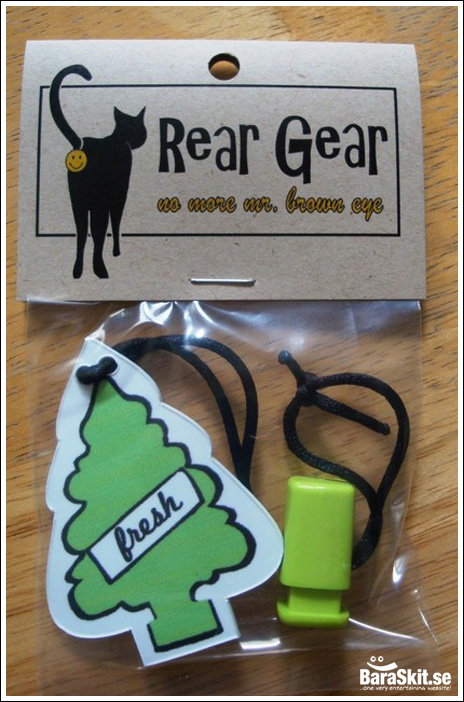 Rear Gear
no more mr. brown eye
fresh
BaraSkit.se
one very entertaining website!